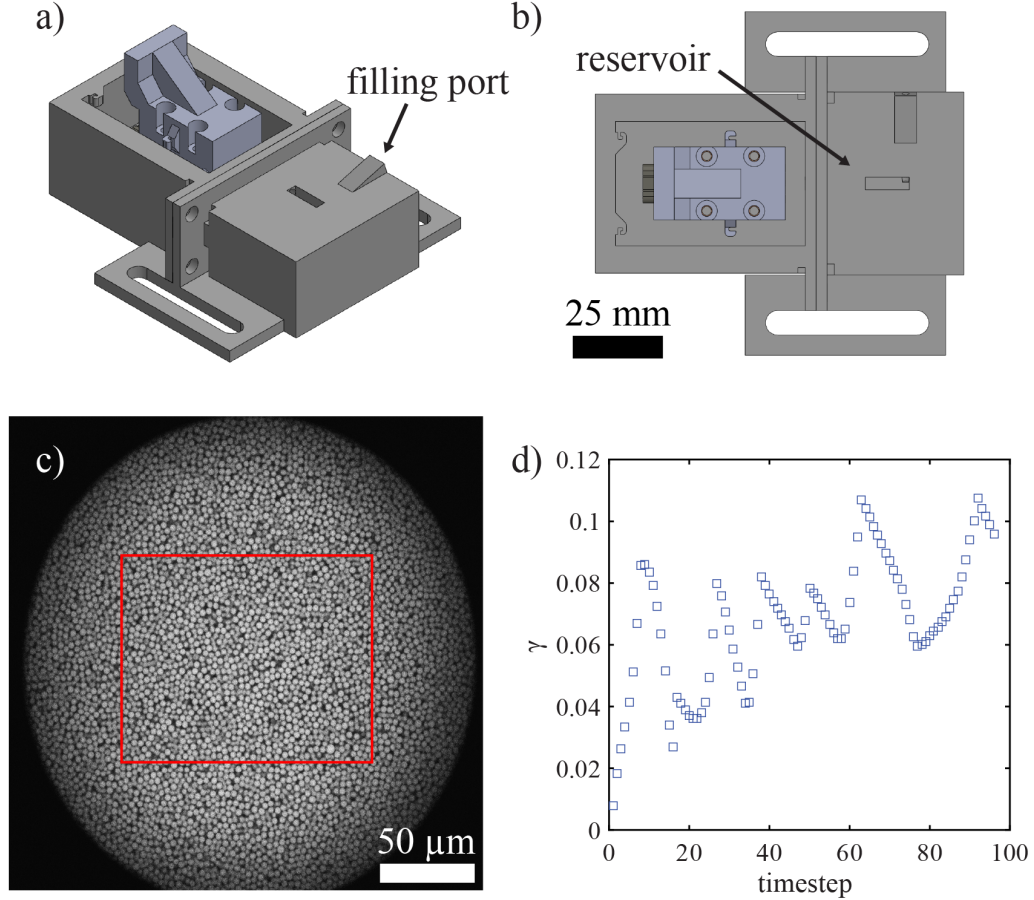 a)
filling port
b)
reservoir
25 mm
c)
50 µm
d)
0.12
0.1
0.08
0.06
0.04
0.02
0
γ
0 20 40 60 80 100
timestep